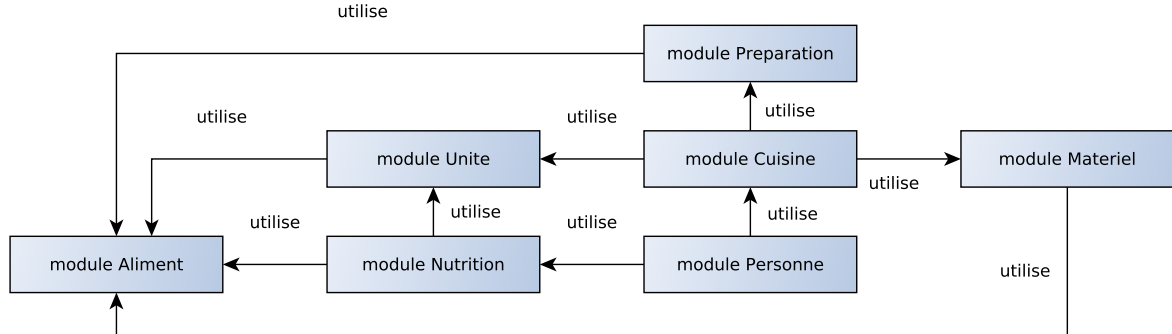 utilise
module Preparation
utilise
utilise
utilise
module Unite
module Cuisine
module Materiel
utilise
utilise
utilise
utilise
utilise
module Aliment
module Nutrition
module Personne
utilise